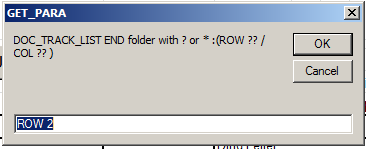 GET_PARA
DOC_TRACK_LIST END folder with ? or * :(ROW ?? /
COL ?? )
OK
Cancel
ROW 2